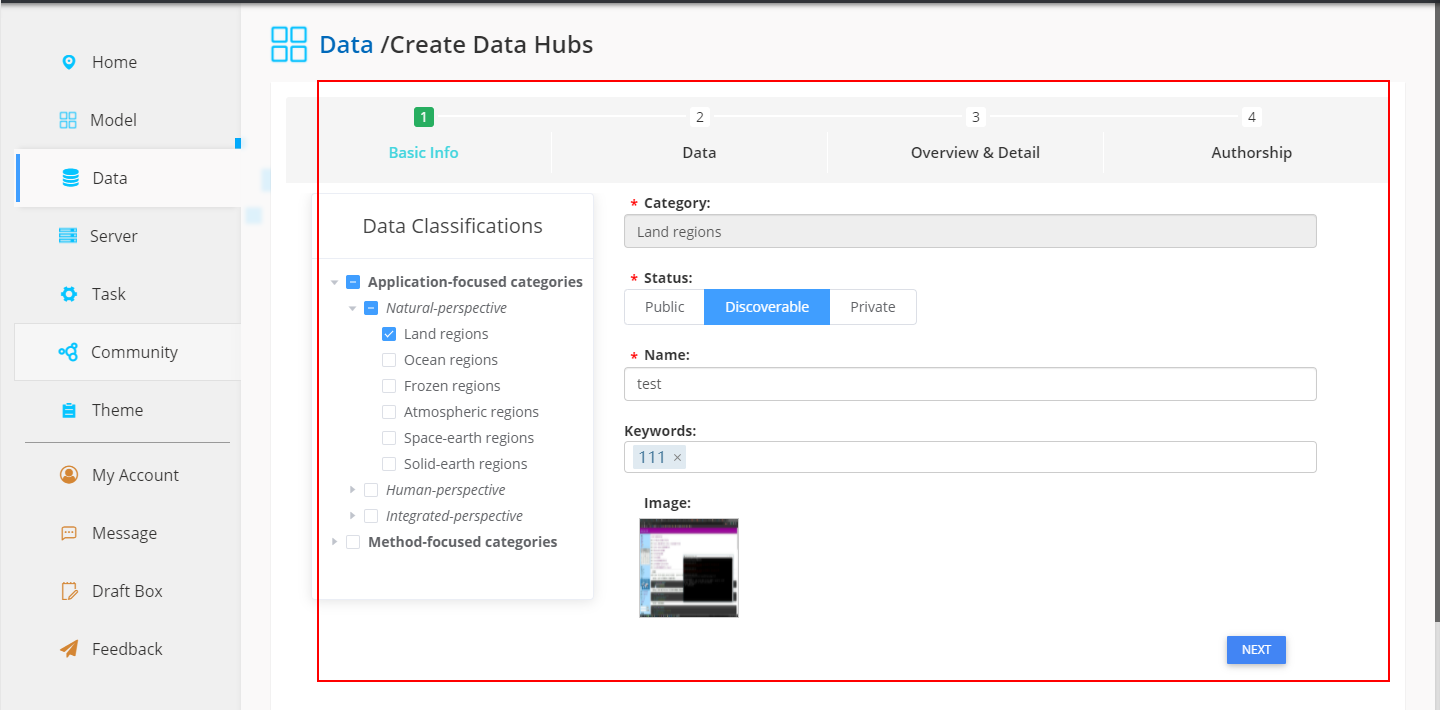 Data /Create Data Hubs
Home
Model
Data
Server
Task
Community
Theme
My Account
Message
Draft Box
Feedback
1
2
3
4
Basic Info
Data
Overview & Detail
Authorship
Data Classifications
Application-focused categories
Natural-perspective
Land regions
Ocean regions
Frozen regions
Atmospheric regions
Space-earth regions
Solid-earth regions
Human-perspective
Integrated-perspective
Method-focused categories
* Category:
Land regions
* Status:
Public Discoverable Private
* Name:
test
Keywords:
111 ×
Image:
NEXT